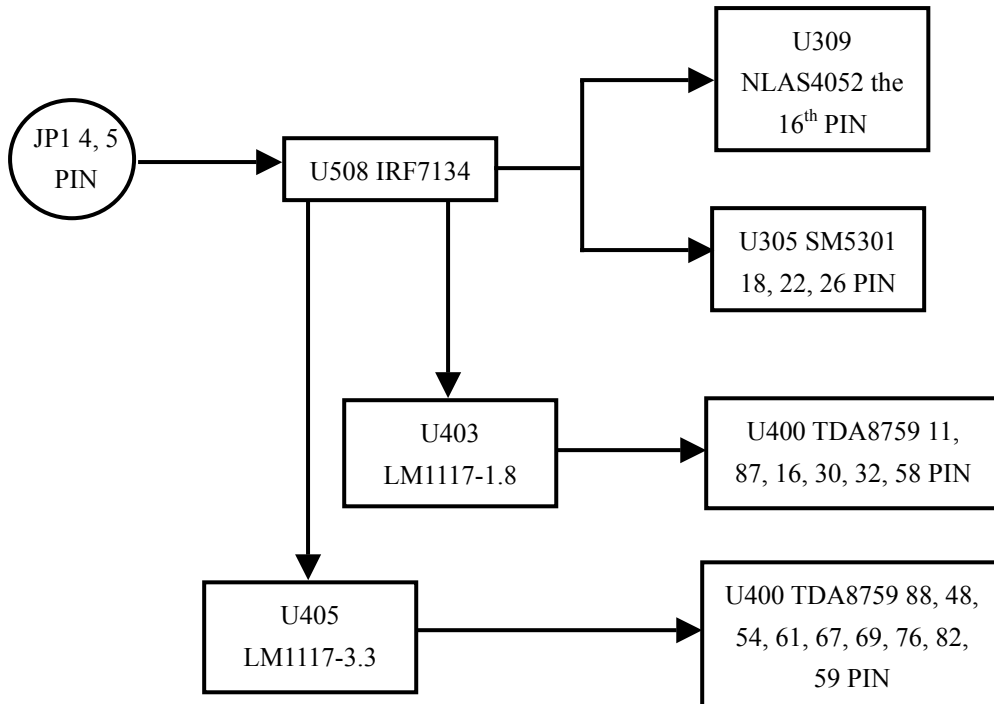 U309
NLAS4052 the
16th PIN
JP1 4, 5
PIN
U508 IRF7134
U305 SM5301
18, 22, 26 PIN
U403
LM1117-1.8
U400 TDA8759 11,
87, 16, 30, 32, 58 PIN
U405
LM1117-3.3
U400 TDA8759 88, 48,
54, 61, 67, 69, 76, 82,
59 PIN